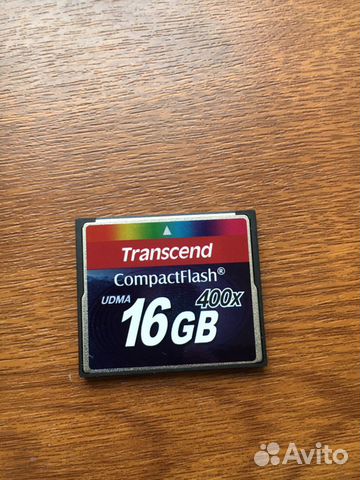 Transcend
CompactFlash®
UDMA 400x
16GB
Avito